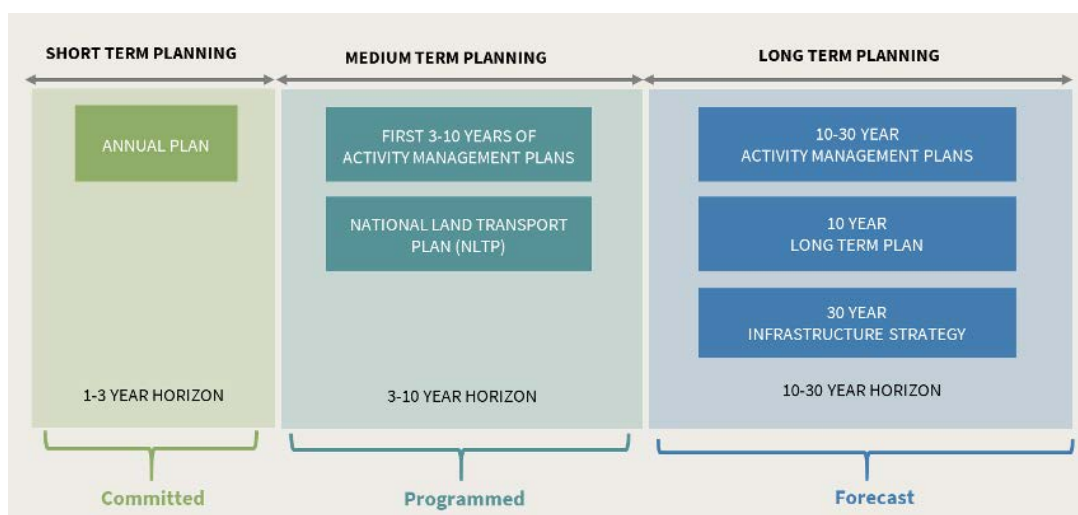 SHORT TERM PLANNING
MEDIUM TERM PLANNING
LONG TERM PLANNING
ANNUAL PLAN
FIRST 3-10 YEARS OF
ACTIVITY MANAGEMENT PLANS
NATIONAL LAND TRANSPORT
PLAN (NLTP)
10-30 YEAR
ACTIVITY MANAGEMENT PLANS
10 YEAR
LONG TERM PLAN
30 YEAR
INFRASTRUCTURE STRATEGY
1-3 YEAR HORIZON
3-10 YEAR HORIZON
10-30 YEAR HORIZON
Committed
Programmed
Forecast